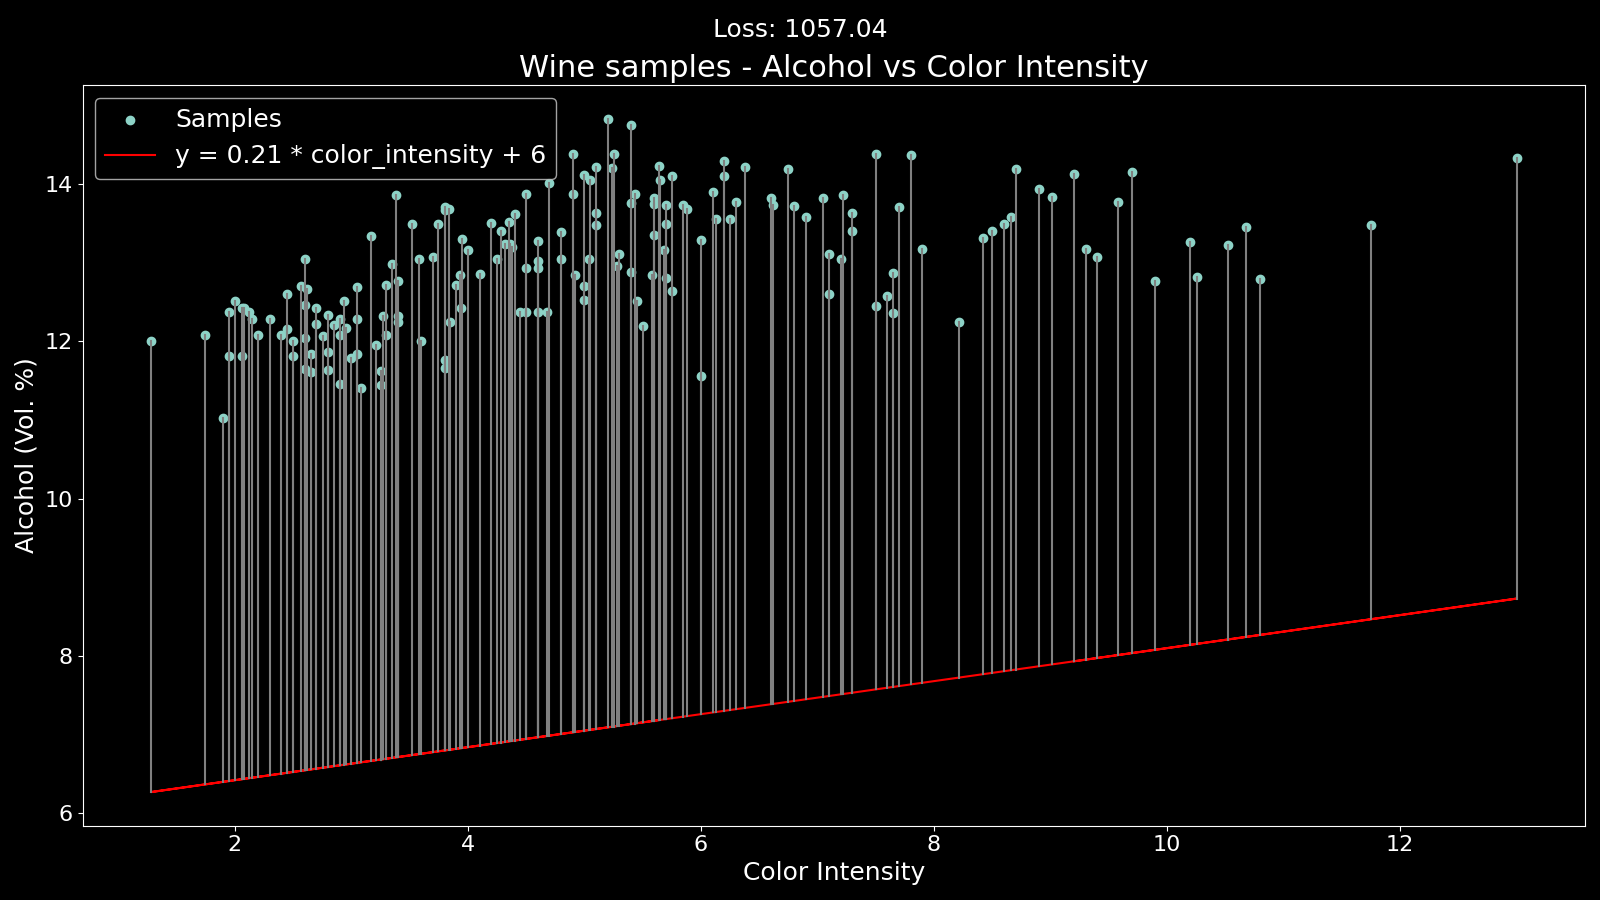 Loss: 1057.04
Wine samples - Alcohol vs Color Intensity
Samples
y = 0.21 * color_intensity + 6
14
12
10
8
6
Alcohol (Vol. %)
2 4 6 8 10 12
Color Intensity